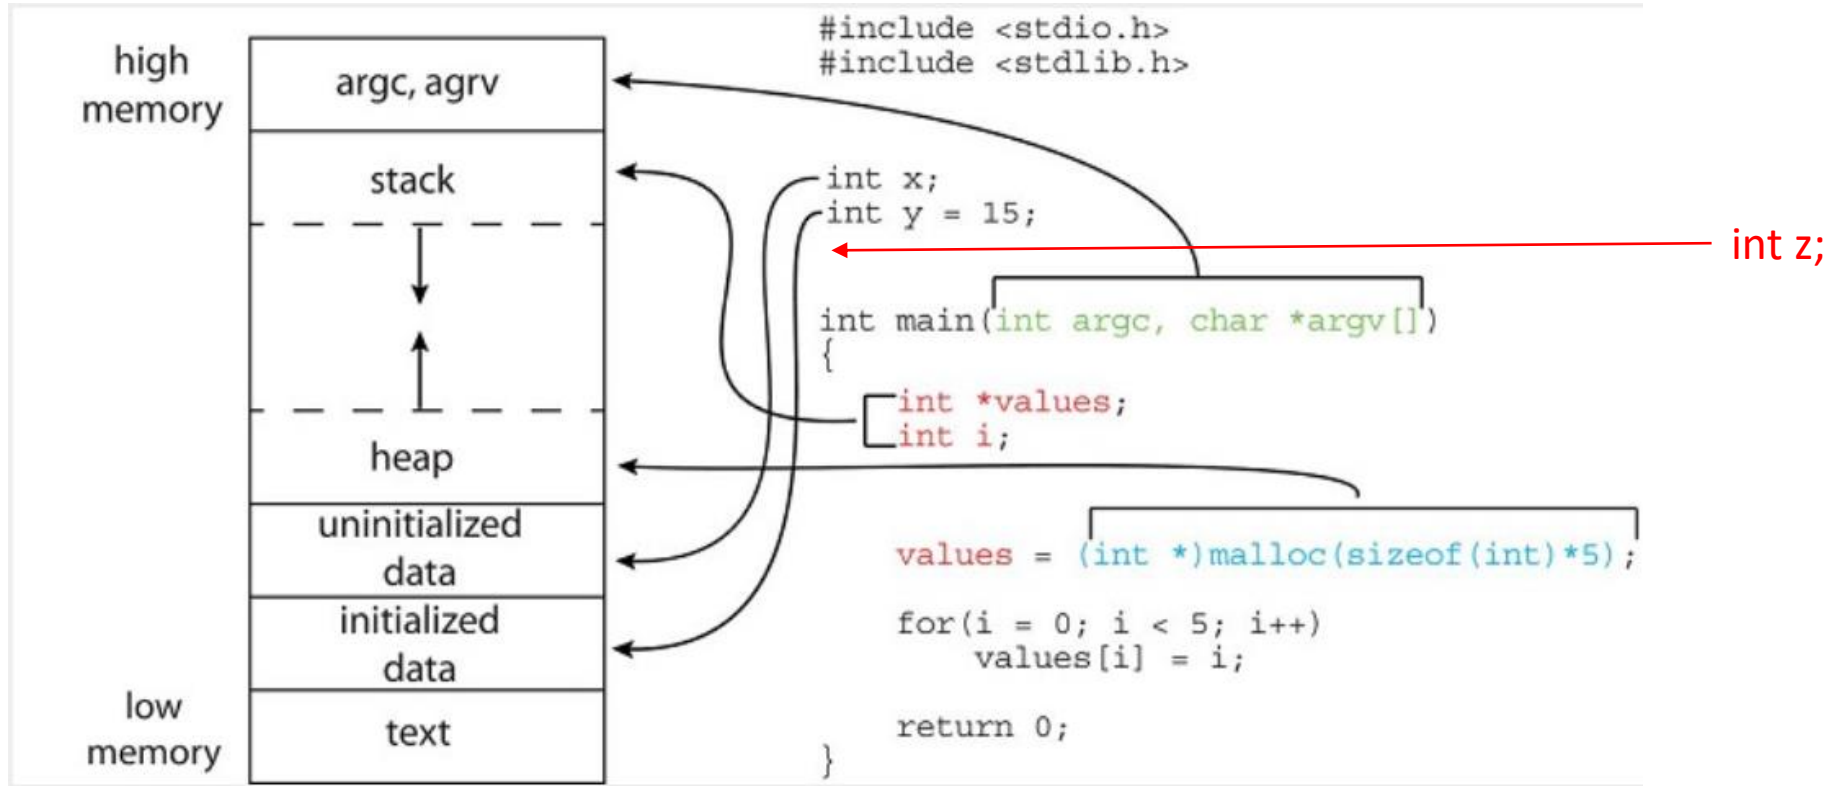 high
memory
argc, agrv
stack
heap
uninitialized
data
initialized
data
low
memory
text
#include <stdio.h>
#include <stdlib.h>
int x;
int y = 15;
int z;
int main(int argc, char *argv[])
{
int *values;
int i;
values = (int *)malloc(sizeof(int)*5);
for(i = 0; i < 5; i++)
values[i] = i;
return 0;
}